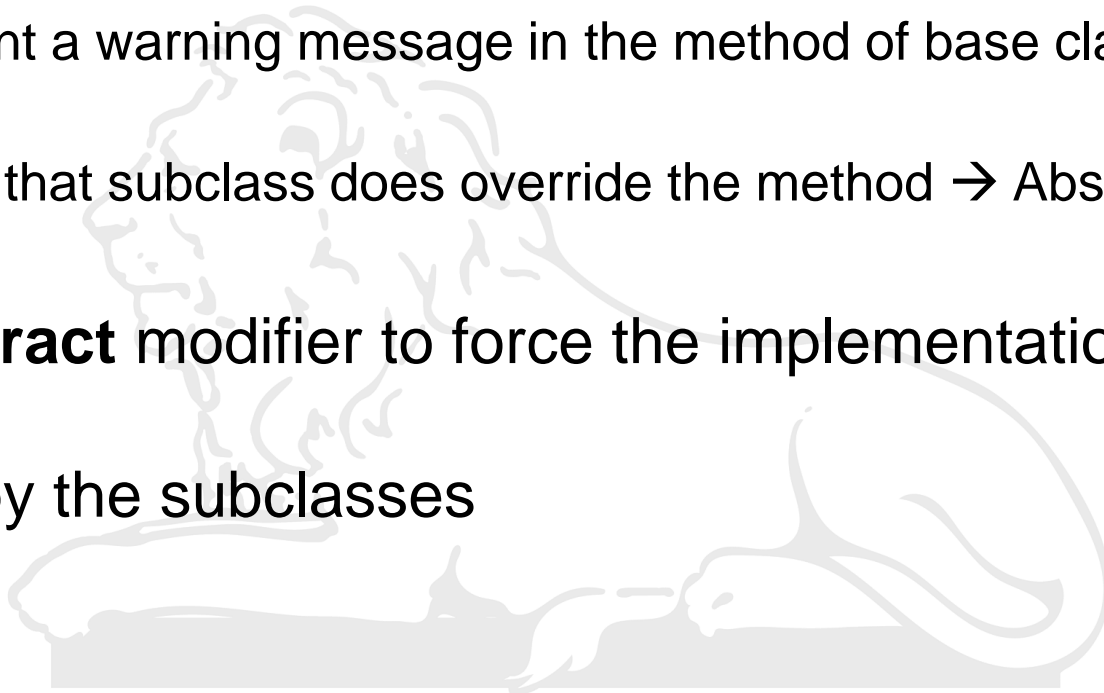 nt a warning message in the method of base cla
that subclass does override the method → Abs
ract modifier to force the implementatio
y the subclasses